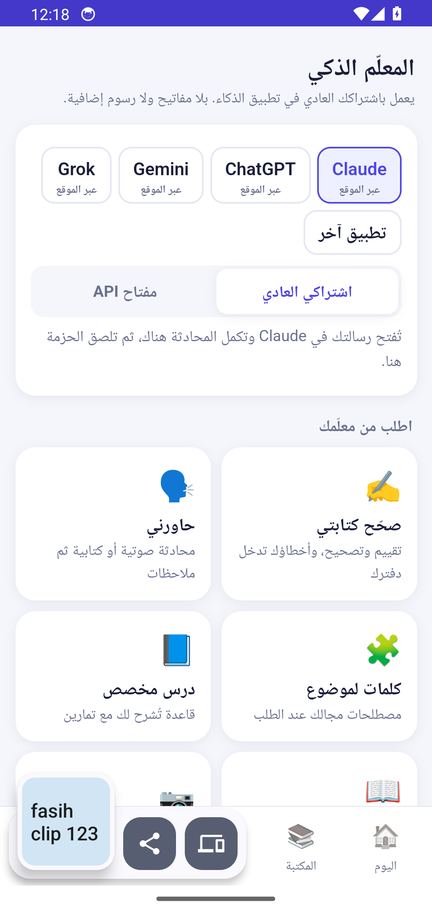 12:18
المعلّم الذكي
يعمل باشتراكك العادي في تطبيق الذكاء. بلا مفاتيح ولا رسوم إضافية.
Claude
عبر الموقع
ChatGPT
عبر الموقع
Gemini
عبر الموقع
Grok
عبر الموقع
تطبيق آخر
اشتراكي العادي
مفتاح API
تُفتح رسالتك في Claude وتكمل المحادثة هناك، ثم تلصق الحزمة
هنا.
اطلب من معلّمك
صحّح كتابتي
تقييم وتصحيح، وأخطاؤك تدخل
دفترك
حاورني
محادثة صوتية أو كتابية ثم
ملاحظات
كلمات لموضوع
مصطلحات مجالك عند الطلب
درس مخصص
قاعدة تُشرح لك مع تمارين
اليوم
المكتبة
fasih
clip 123